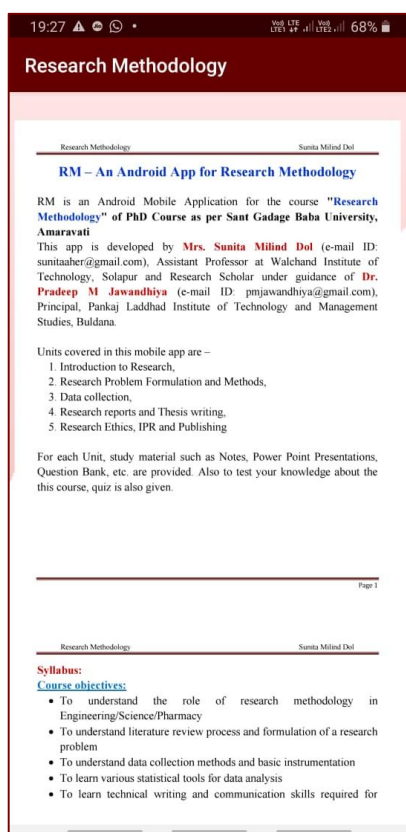 19:27
Vo)) LTE Vo))
LTE1 LTE2 68%
Research Methodology
Research Methodology Sunita Milind Dol
RM – An Android App for Research Methodology
RM is an Android Mobile Application for the course "Research
Methodology" of PhD Course as per Sant Gadage Baba University,
Amaravati
This app is developed by Mrs. Sunita Milind Dol (e-mail ID:
sunitaaher@gmail.com), Assistant Professor at Walchand Institute of
Technology, Solapur and Research Scholar under guidance of Dr.
Pradeep M Jawandhiya (e-mail ID: pmjawandhiya@gmail.com),
Principal, Pankaj Laddhad Institute of Technology and Management
Studies, Buldana.
Units covered in this mobile app are –
1. Introduction to Research,
2. Research Problem Formulation and Methods,
3. Data collection,
4. Research reports and Thesis writing,
5. Research Ethics, IPR and Publishing
For each Unit, study material such as Notes, Power Point Presentations,
Question Bank, etc. are provided. Also to test your knowledge about the
this course, quiz is also given.
Page 1
Research Methodology Sunita Milind Dol
Syllabus:
Course objectives:
• To understand the role of research methodology in
Engineering/Science/Pharmacy
• To understand literature review process and formulation of a research
problem
• To understand data collection methods and basic instrumentation
• To learn various statistical tools for data analysis
• To learn technical writing and communication skills required for